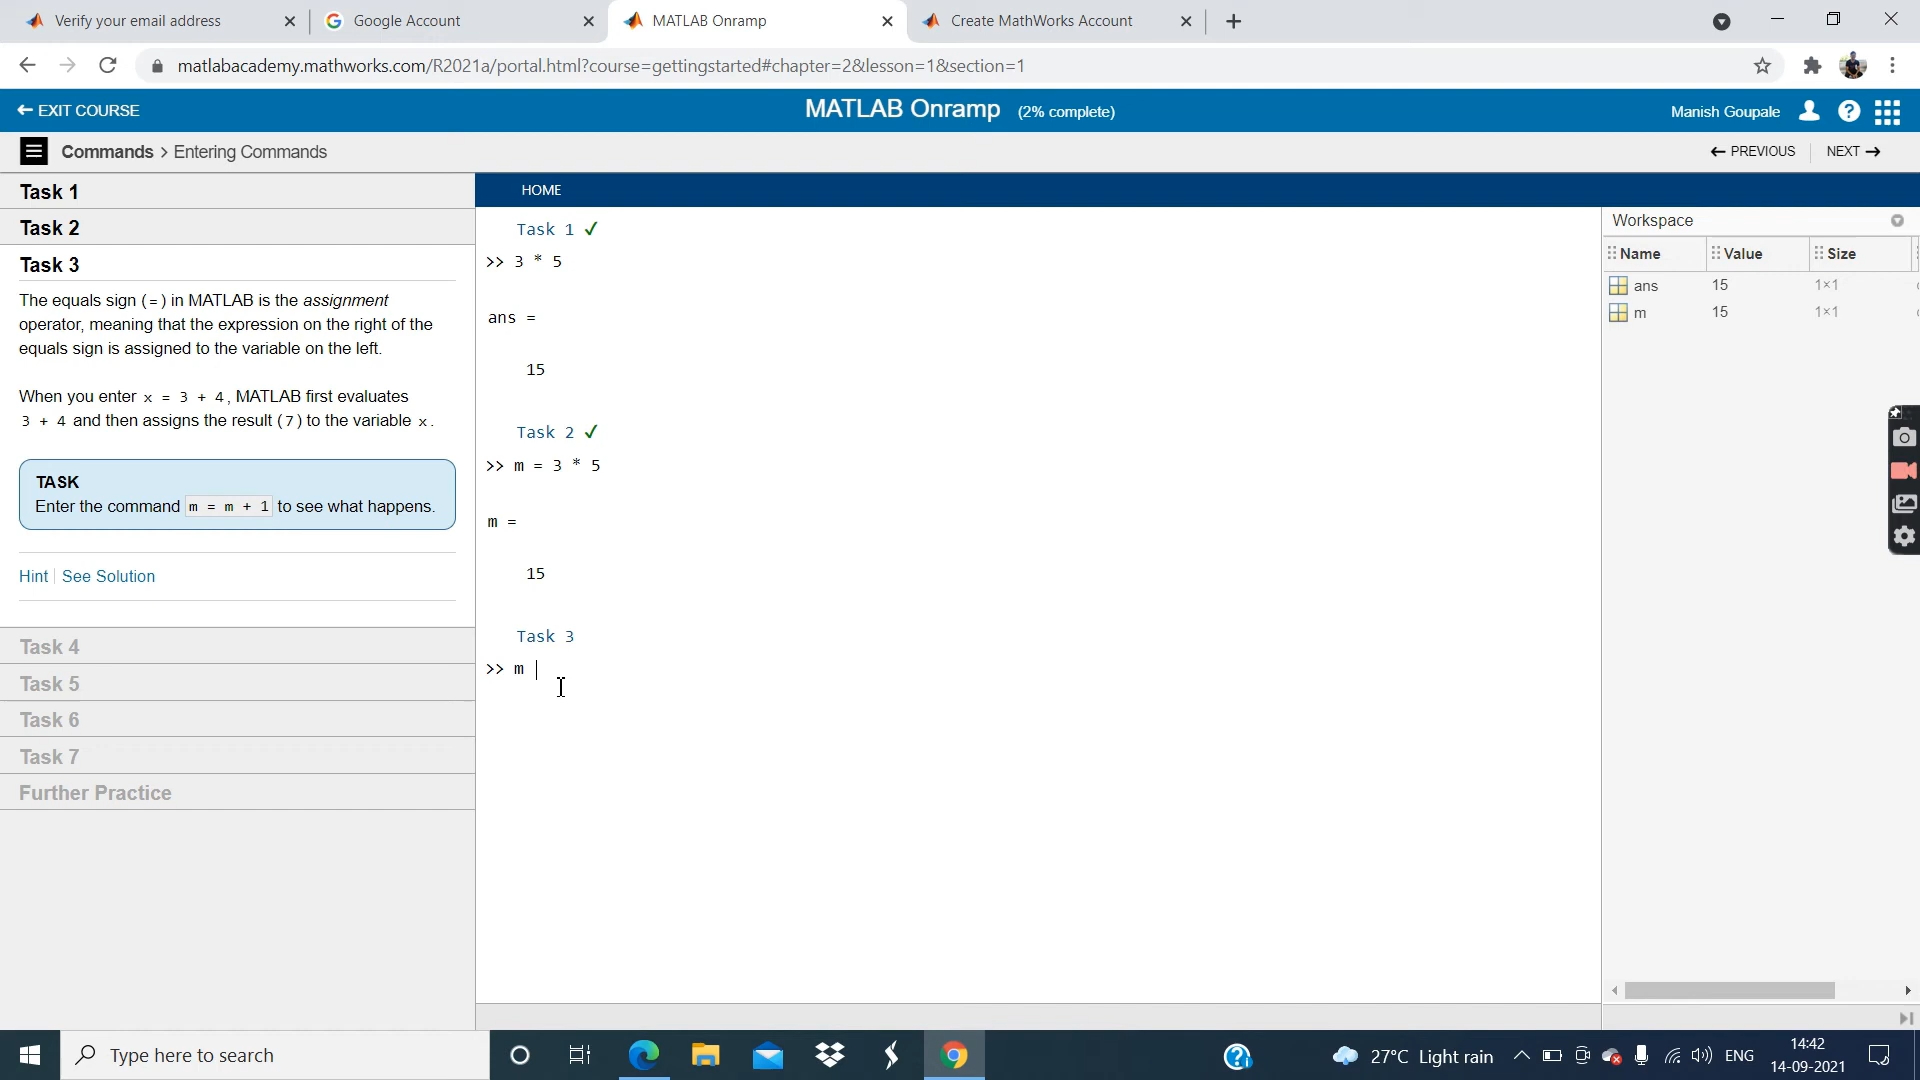 Verify your email address
Google Account
MATLAB Onramp
Create MathWorks Account
matlabacademy.mathworks.com/R2021a/portal.html?course=gettingstarted#chapter=2&lesson=1&section=1
EXIT COURSE
MATLAB Onramp (2% complete)
Manish Goupale
Commands > Entering Commands
PREVIOUS
NEXT
Task 1
Task 2
Task 3
The equals sign (=) in MATLAB is the assignment
operator, meaning that the expression on the right of the
equals sign is assigned to the variable on the left.
When you enter x = 3 + 4, MATLAB first evaluates
3 + 4 and then assigns the result (7) to the variable x.
TASK
Enter the command m = m + 1 to see what happens.
Hint | See Solution
Task 4
Task 5
Task 6
Task 7
Further Practice
HOME
Task 1 ✓
>> 3 * 5
ans =
15
Task 2 ✓
>> m = 3 * 5
m =
15
Task 3
>> m
Workspace
Name Value Size
ans 15 1×1
m 15 1×1
Type here to search
27°C Light rain
ENG
14:42
14-09-2021